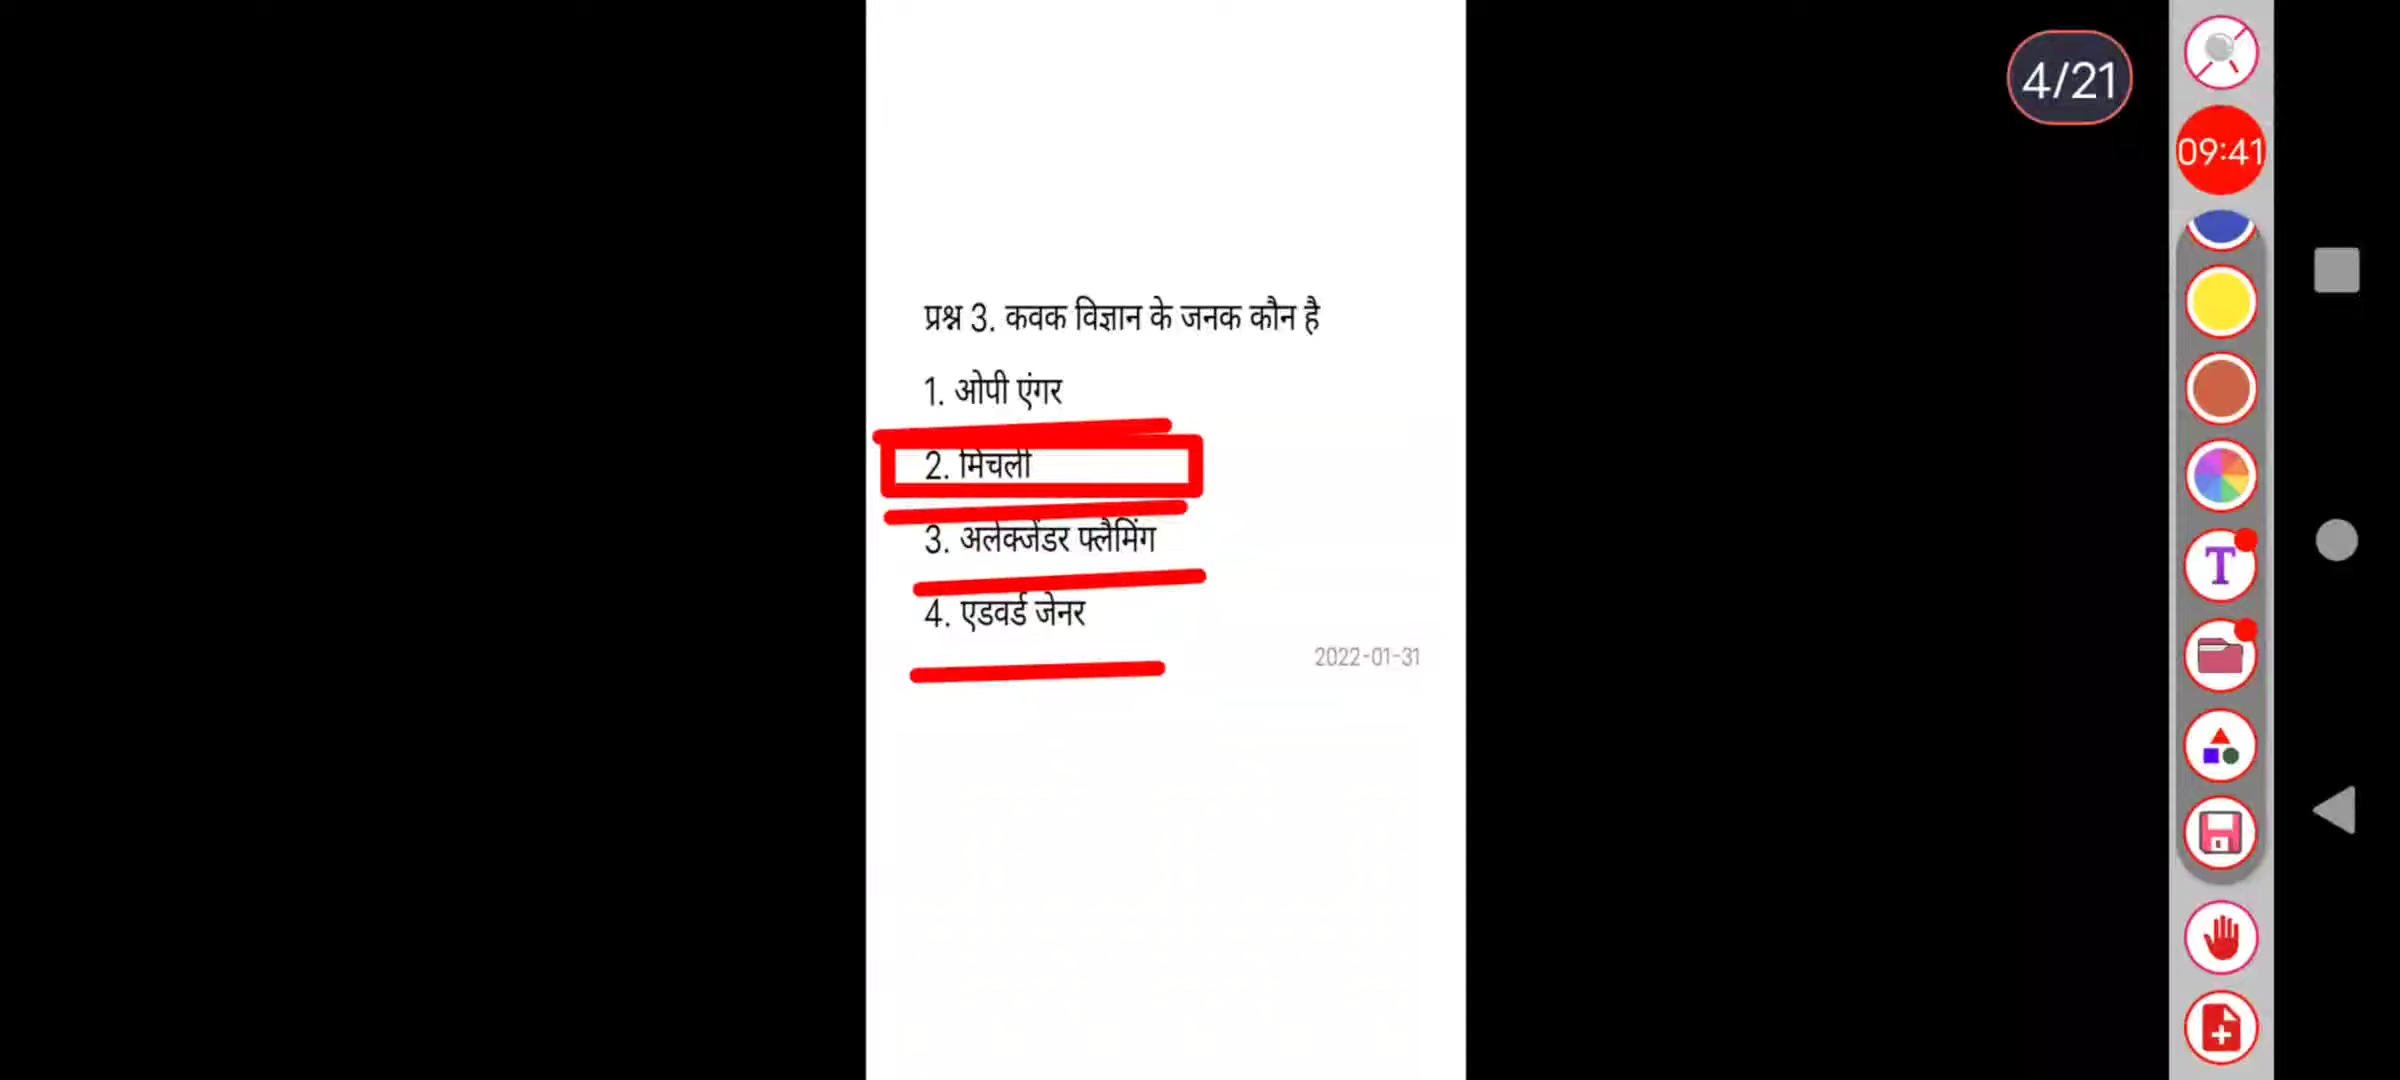 4/21
09:41
प्रश्न 3. कवक विज्ञान के जनक कौन है
1. ओपी एंगर
2. मिचली
3. अलेक्जेंडर फ्लैमिंग
4. एडवर्ड जेनर
2022-01-31
T